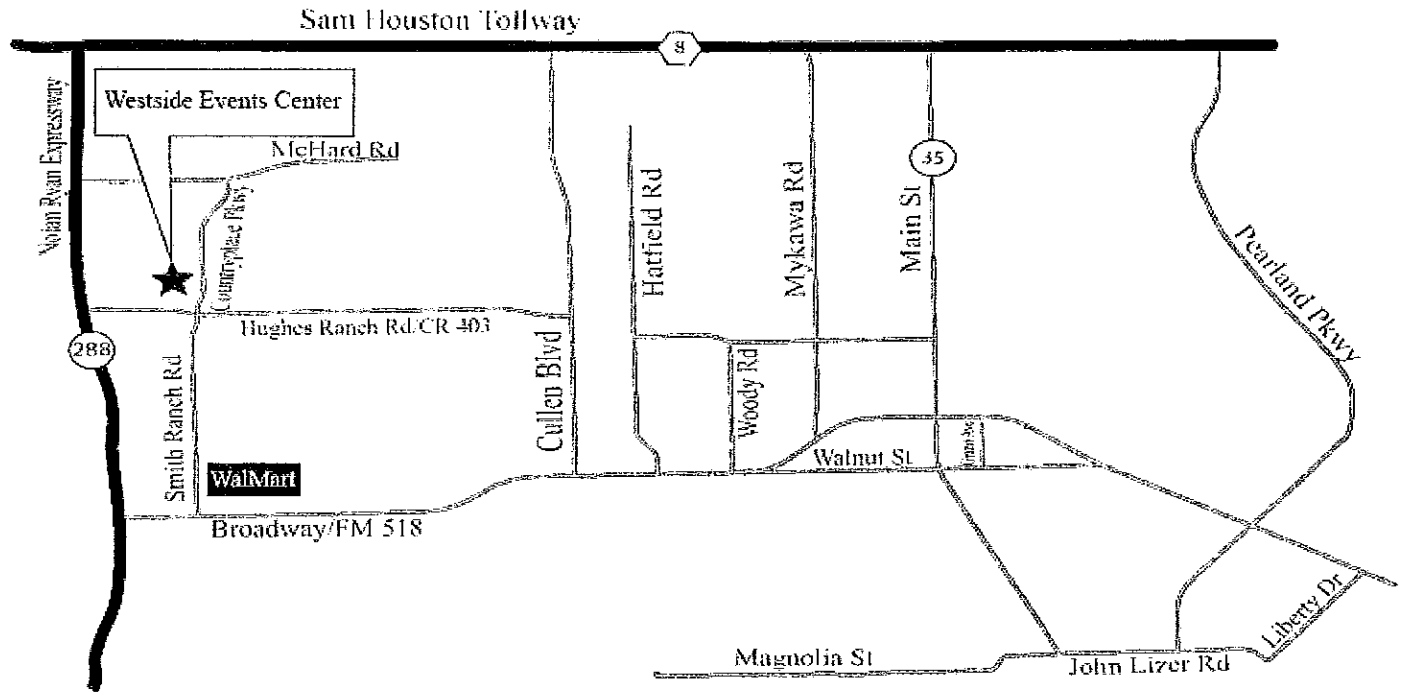 Sam Houston Tollway
8
Nolan Ryan Expressway
Westside Events Center
McHard Rd
Countryplace Pkwy
Hatfield Rd
Mykawa Rd
Main St
35
Pearland Pkwy
Hughes Ranch Rd/CR 403
288
Smith Ranch Rd
Cullen Blvd
Woody Rd
Walnut St
WalMart
Broadway/FM 518
Liberty Dr
Magnolia St
John Lizer Rd